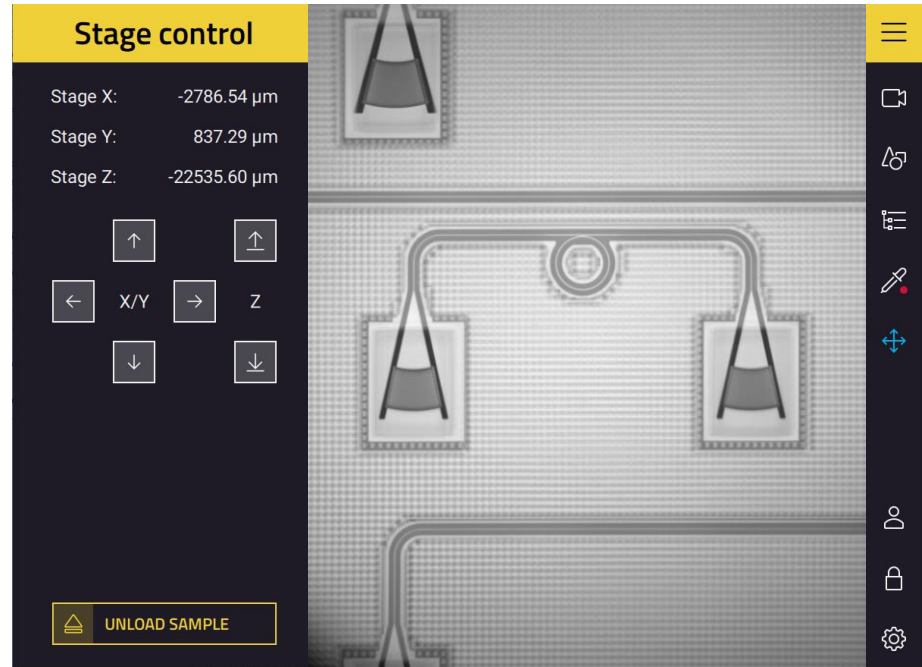 Stage control
Stage X: -2786.54 µm
Stage Y: 837.29 µm
Stage Z: -22535.60 µm
X/Y Z
UNLOAD SAMPLE